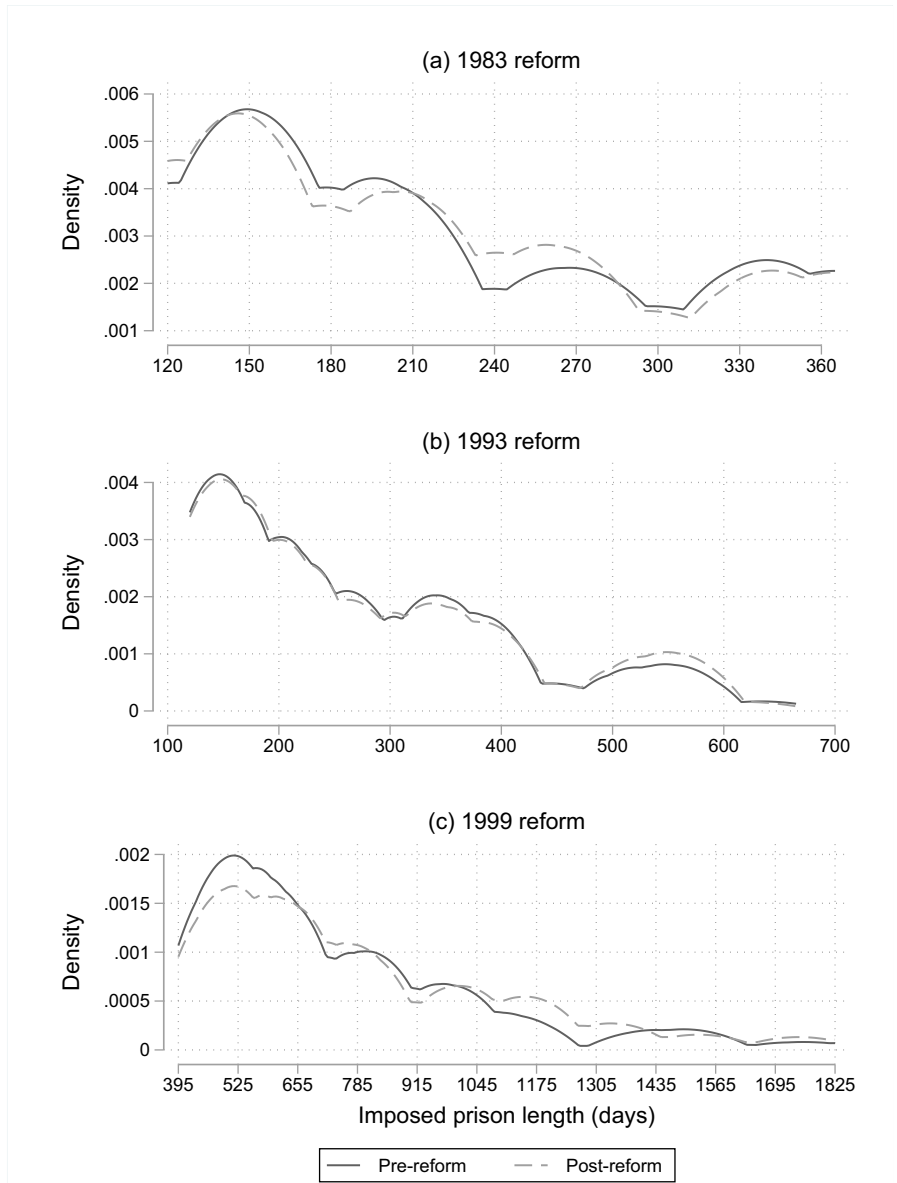 (a) 1983 reform
.006
.005
.004
.003
.002
.001
Density
120 150 180 210 240 270 300 330 360
(b) 1993 reform
.004
.003
.002
.001
0
Density
100 200 300 400 500 600 700
(c) 1999 reform
.002
.0015
.001
.0005
0
Density
395 525 655 785 915 1045 1175 1305 1435 1565 1695 1825
Imposed prison length (days)
Pre-reform Post-reform